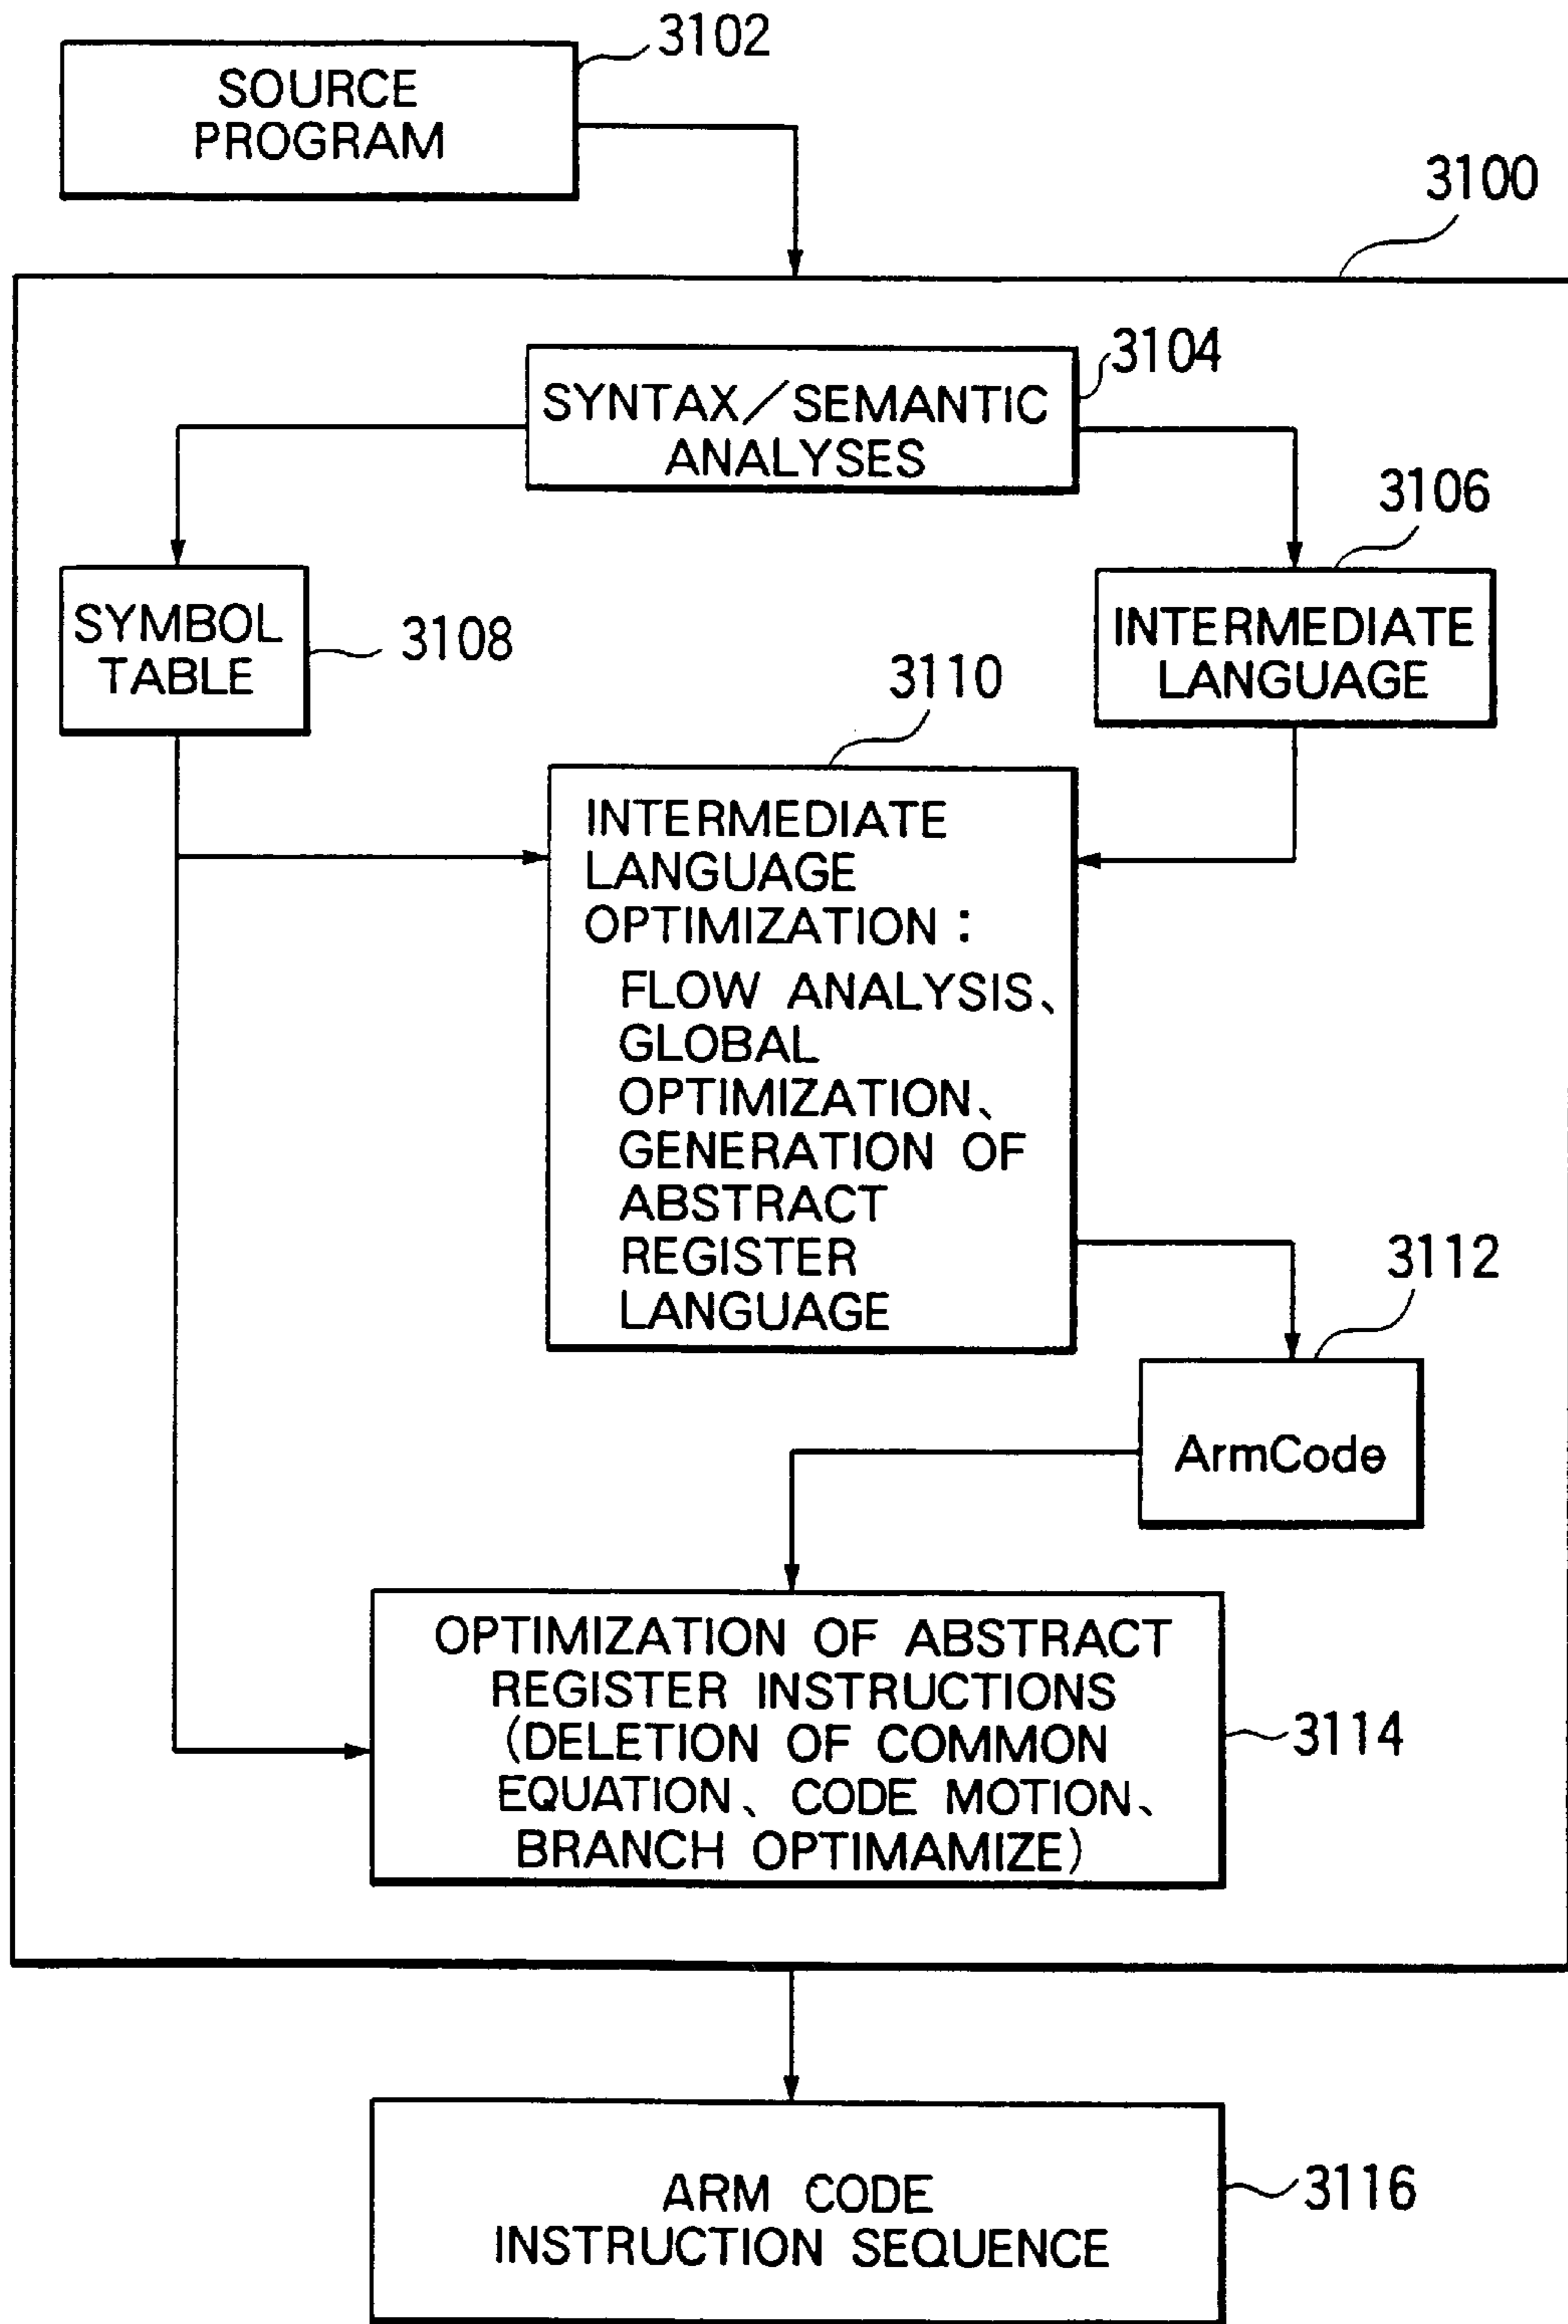 3102
SOURCE
PROGRAM
3100
3104
SYNTAX/SEMANTIC
ANALYSES
3106
SYMBOL
TABLE
3108
INTERMEDIATE
LANGUAGE
3110
INTERMEDIATE
LANGUAGE
OPTIMIZATION :
FLOW ANALYSIS、
GLOBAL
OPTIMIZATION、
GENERATION OF
ABSTRACT
REGISTER
LANGUAGE
3112
ArmCode
OPTIMIZATION OF ABSTRACT
REGISTER INSTRUCTIONS
(DELETION OF COMMON
EQUATION、CODE MOTION、
BRANCH OPTIMAMIZE)
3114
ARM CODE
INSTRUCTION SEQUENCE
3116